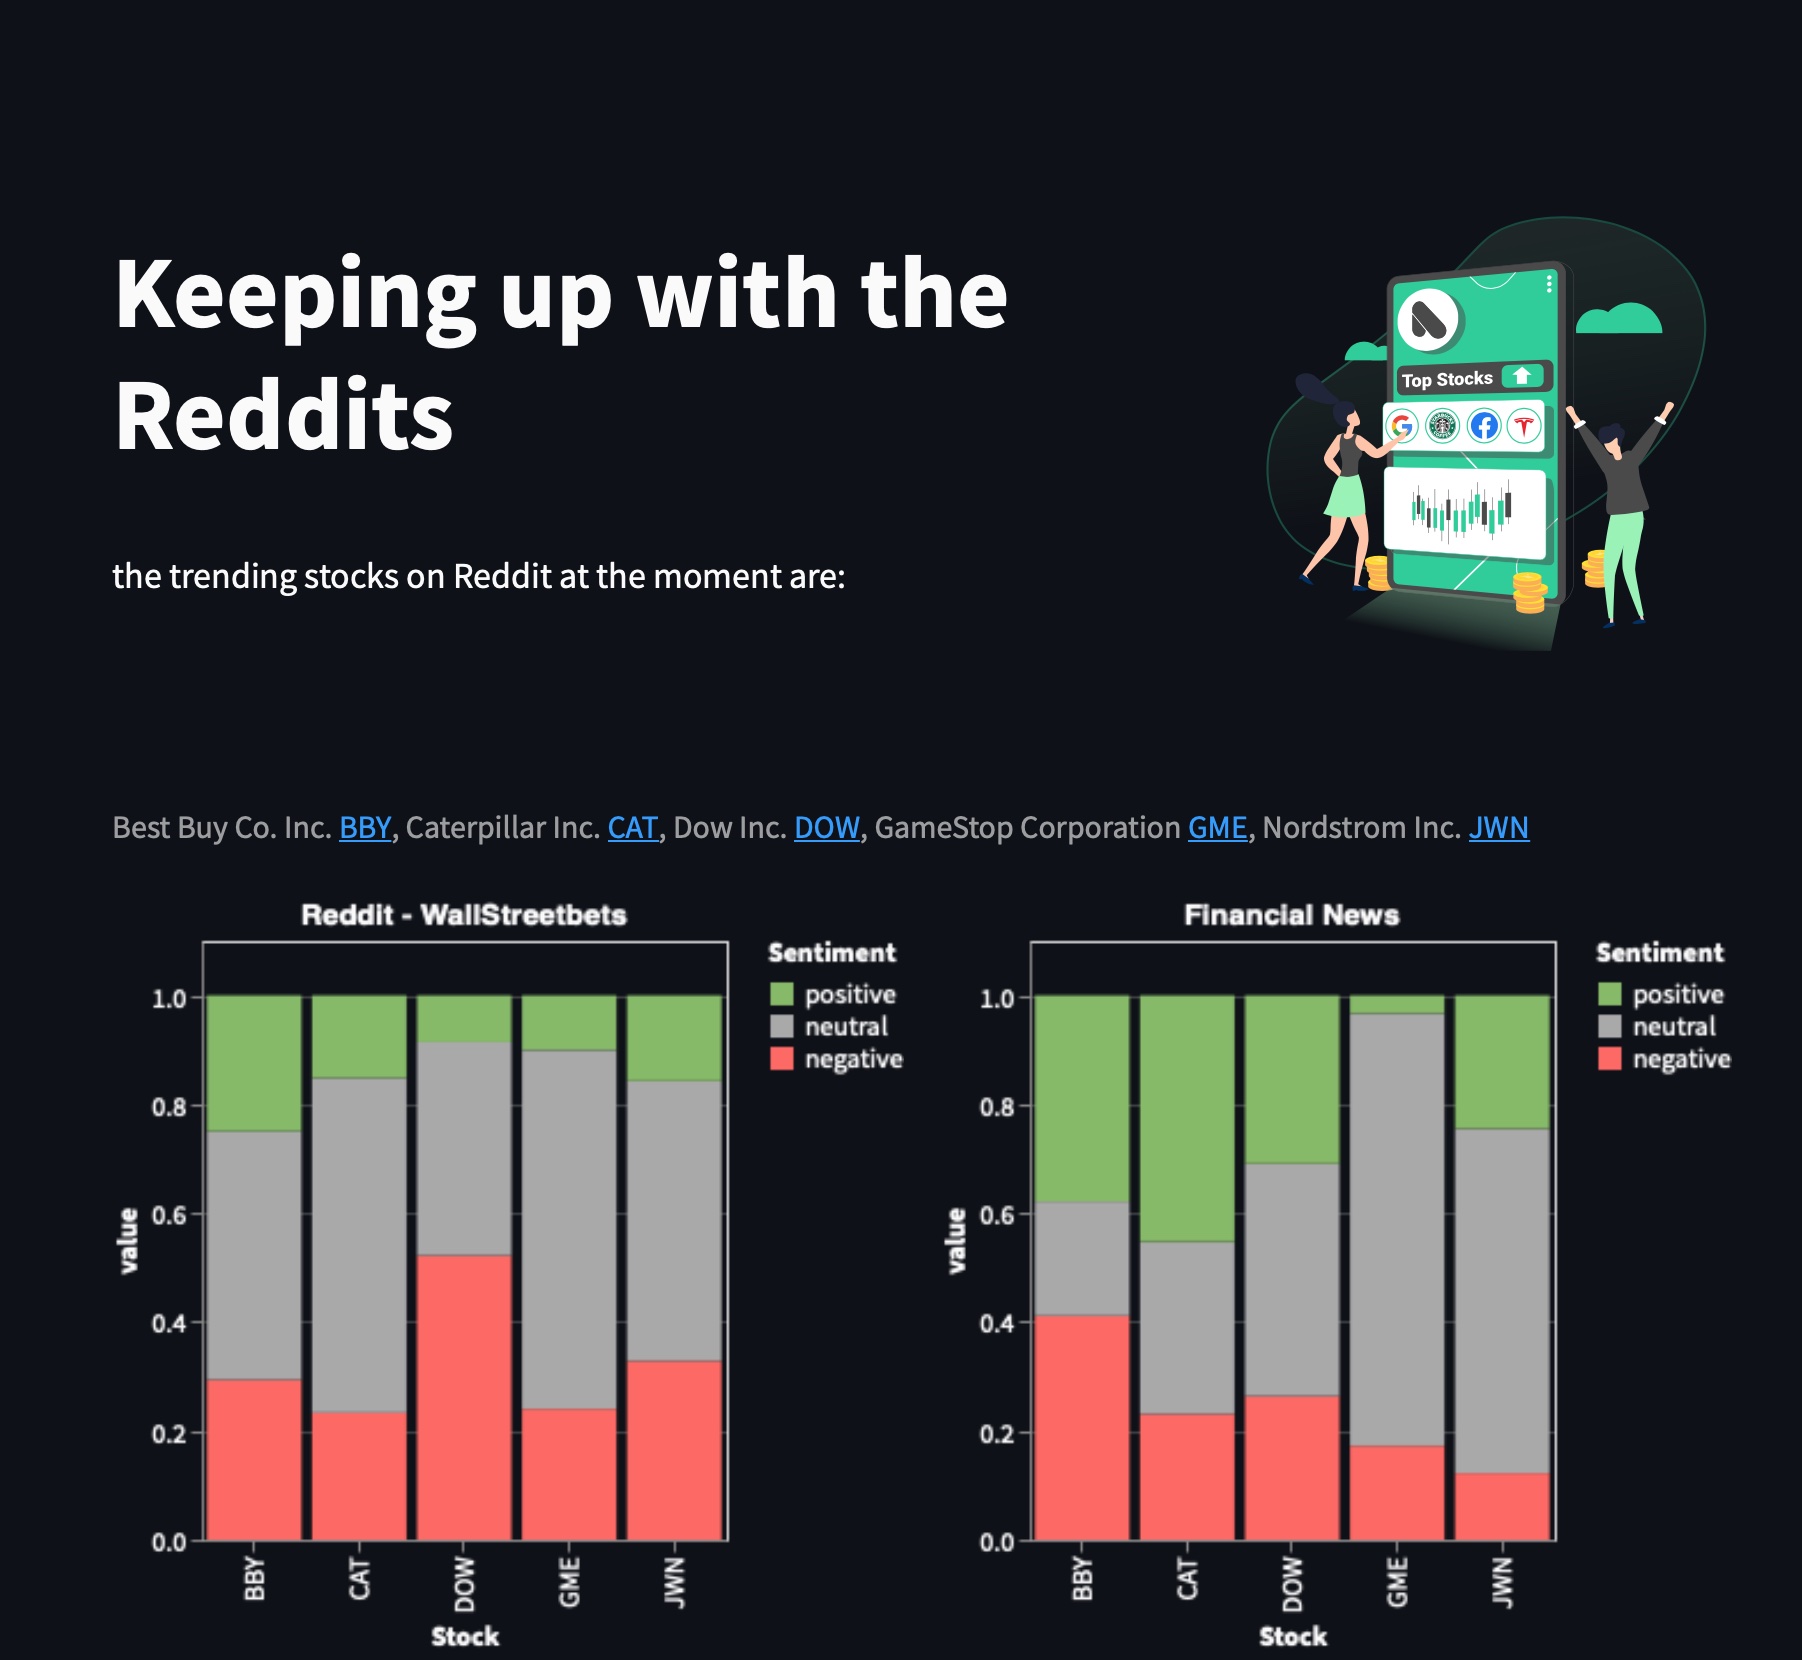 Keeping up with the
Reddits
the trending stocks on Reddit at the moment are:
Top Stocks
Best Buy Co. Inc. BBY, Caterpillar Inc. CAT, Dow Inc. DOW, GameStop Corporation GME, Nordstrom Inc. JWN
Reddit - WallStreetbets
Sentiment
positive
neutral
negative
value
1.0
0.8
0.6
0.4
0.2
0.0
BBY
CAT
DOW
GME
JWN
Stock
Financial News
Sentiment
positive
neutral
negative
value
1.0
0.8
0.6
0.4
0.2
0.0
BBY
CAT
DOW
GME
JWN
Stock